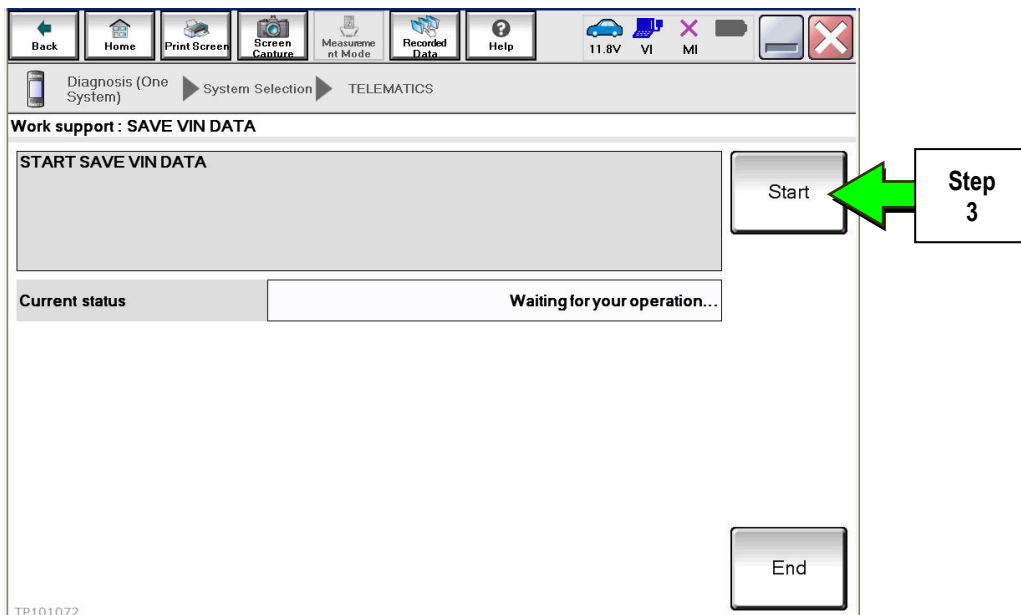 Back
Home
Print Screen
Screen
Capture
Measureme
nt Mode
Recorded
Data
Help
11.8V
VI
MI
Diagnosis (One
System)
System Selection
TELEMATICS
Work support : SAVE VIN DATA
START SAVE VIN DATA
Start
Step
3
Current status
Waiting for your operation...
End
TP101072